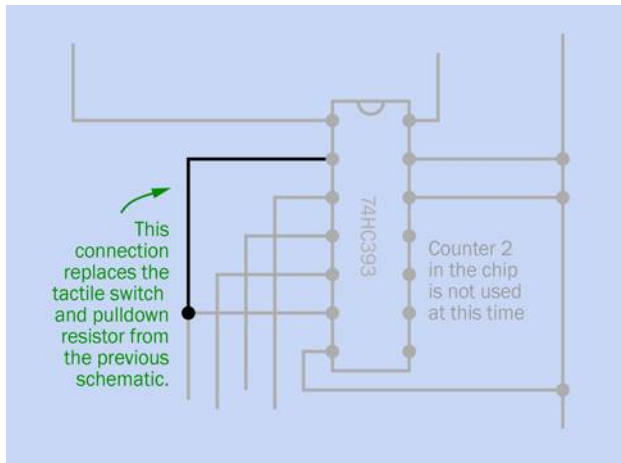 This
connection
replaces the
tactile switch
and pulldown
resistor from
the previous
schematic.
74HC393
Counter 2
in the chip
is not used
at this time